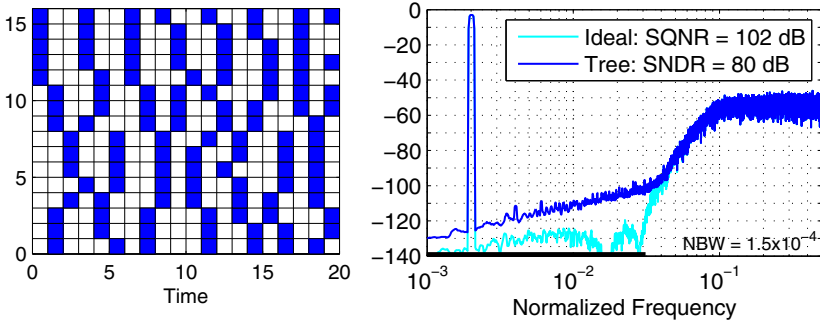 15
10
5
0
0 5 10 15 20
Time
0
−20
−40
−60
−80
−100
−120
−140
Ideal: SQNR = 102 dB
Tree: SNDR = 80 dB
NBW = 1.5x10⁻⁴
10⁻³ 10⁻² 10⁻¹
Normalized Frequency